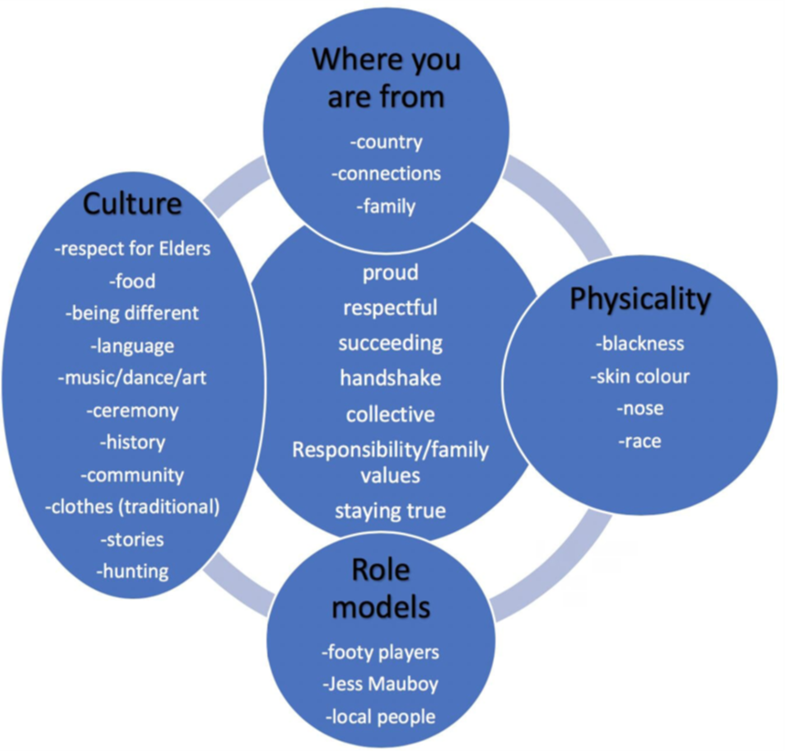 Where you
are from
-country
-connections
-family
Culture
-respect for Elders
-food
-being different
-language
-music/dance/art
-ceremony
-history
-community
-clothes (traditional)
-stories
-hunting
proud
respectful
succeeding
handshake
collective
Responsibility/family
values
staying true
Physicality
-blackness
-skin colour
-nose
-race
Role
models
-footy players
-Jess Mauboy
-local people